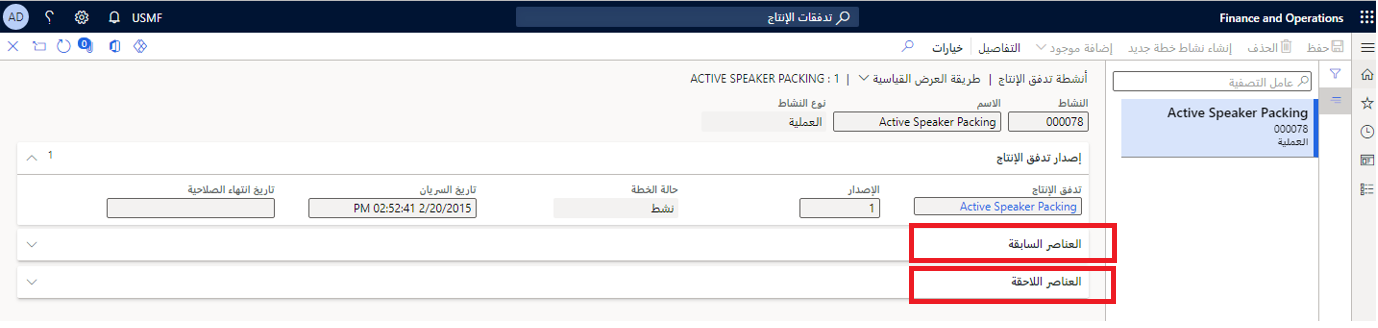 Finance and Operations
تدفقات الإنتاج
USMF
AD
حفظ
الحذف
إنشاء نشاط خطة جديد
إضافة موجود
التفاصيل
خيارات
0
عامل التصفية
Active Speaker Packing
000078
العملية
أنشطة تدفق الإنتاج | طريقة العرض القياسية | ACTIVE SPEAKER PACKING : 1
النشاط الاسم نوع النشاط
000078 Active Speaker Packing العملية
إصدار تدفق الإنتاج 1
تدفق الإنتاج الإصدار حالة الخطة تاريخ السريان تاريخ انتهاء الصلاحية
Active Speaker Packing 1 نشط 2/20/2015 02:52:41 PM
العناصر السابقة
العناصر اللاحقة